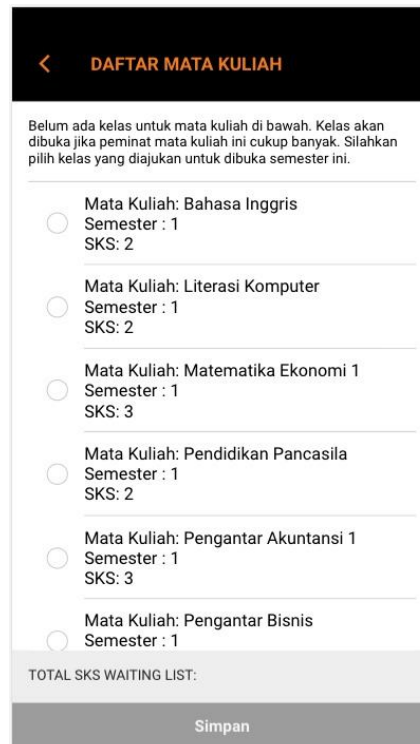 DAFTAR MATA KULIAH
Belum ada kelas untuk mata kuliah di bawah. Kelas akan
dibuka jika peminat mata kuliah ini cukup banyak. Silahkan
pilih kelas yang diajukan untuk dibuka semester ini.
Mata Kuliah: Bahasa Inggris
Semester : 1
SKS: 2
Mata Kuliah: Literasi Komputer
Semester : 1
SKS: 2
Mata Kuliah: Matematika Ekonomi 1
Semester : 1
SKS: 3
Mata Kuliah: Pendidikan Pancasila
Semester : 1
SKS: 2
Mata Kuliah: Pengantar Akuntansi 1
Semester : 1
SKS: 3
Mata Kuliah: Pengantar Bisnis
Semester : 1
TOTAL SKS WAITING LIST:
Simpan